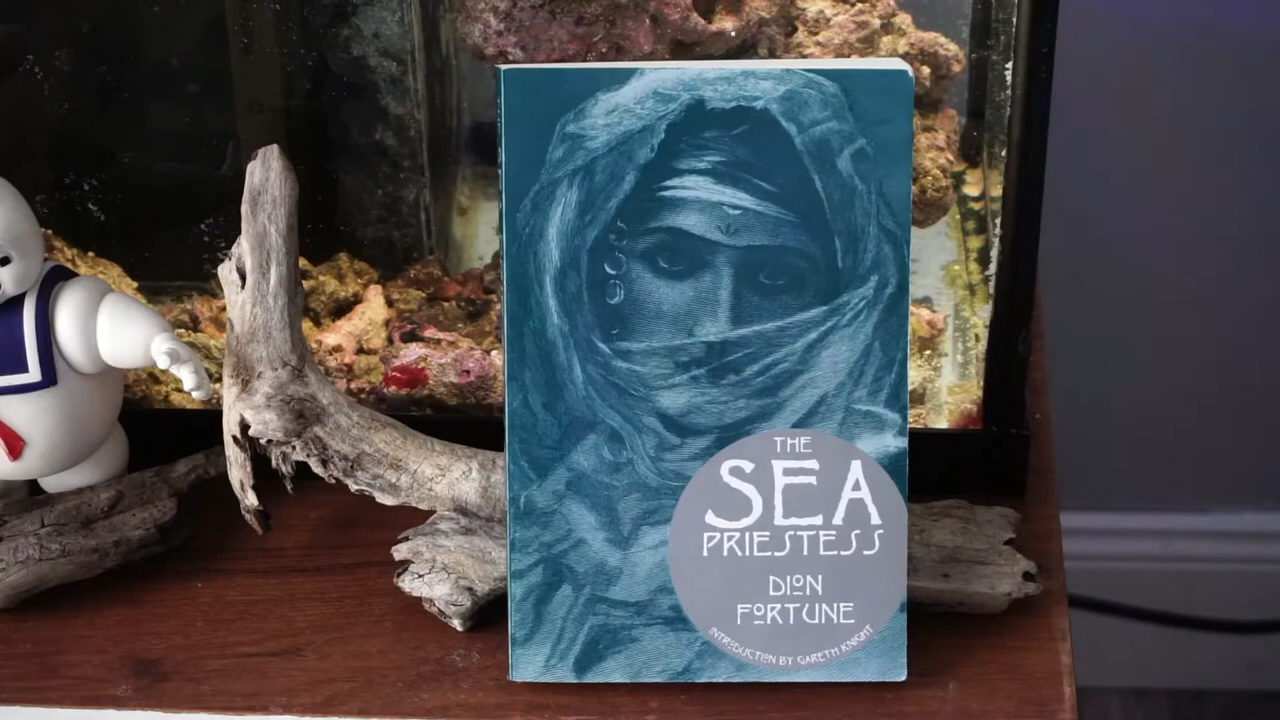 THE
SEA
PRIESTESS
DION
FORTUNE
INTRODUCTION BY GARETH KNIGHT